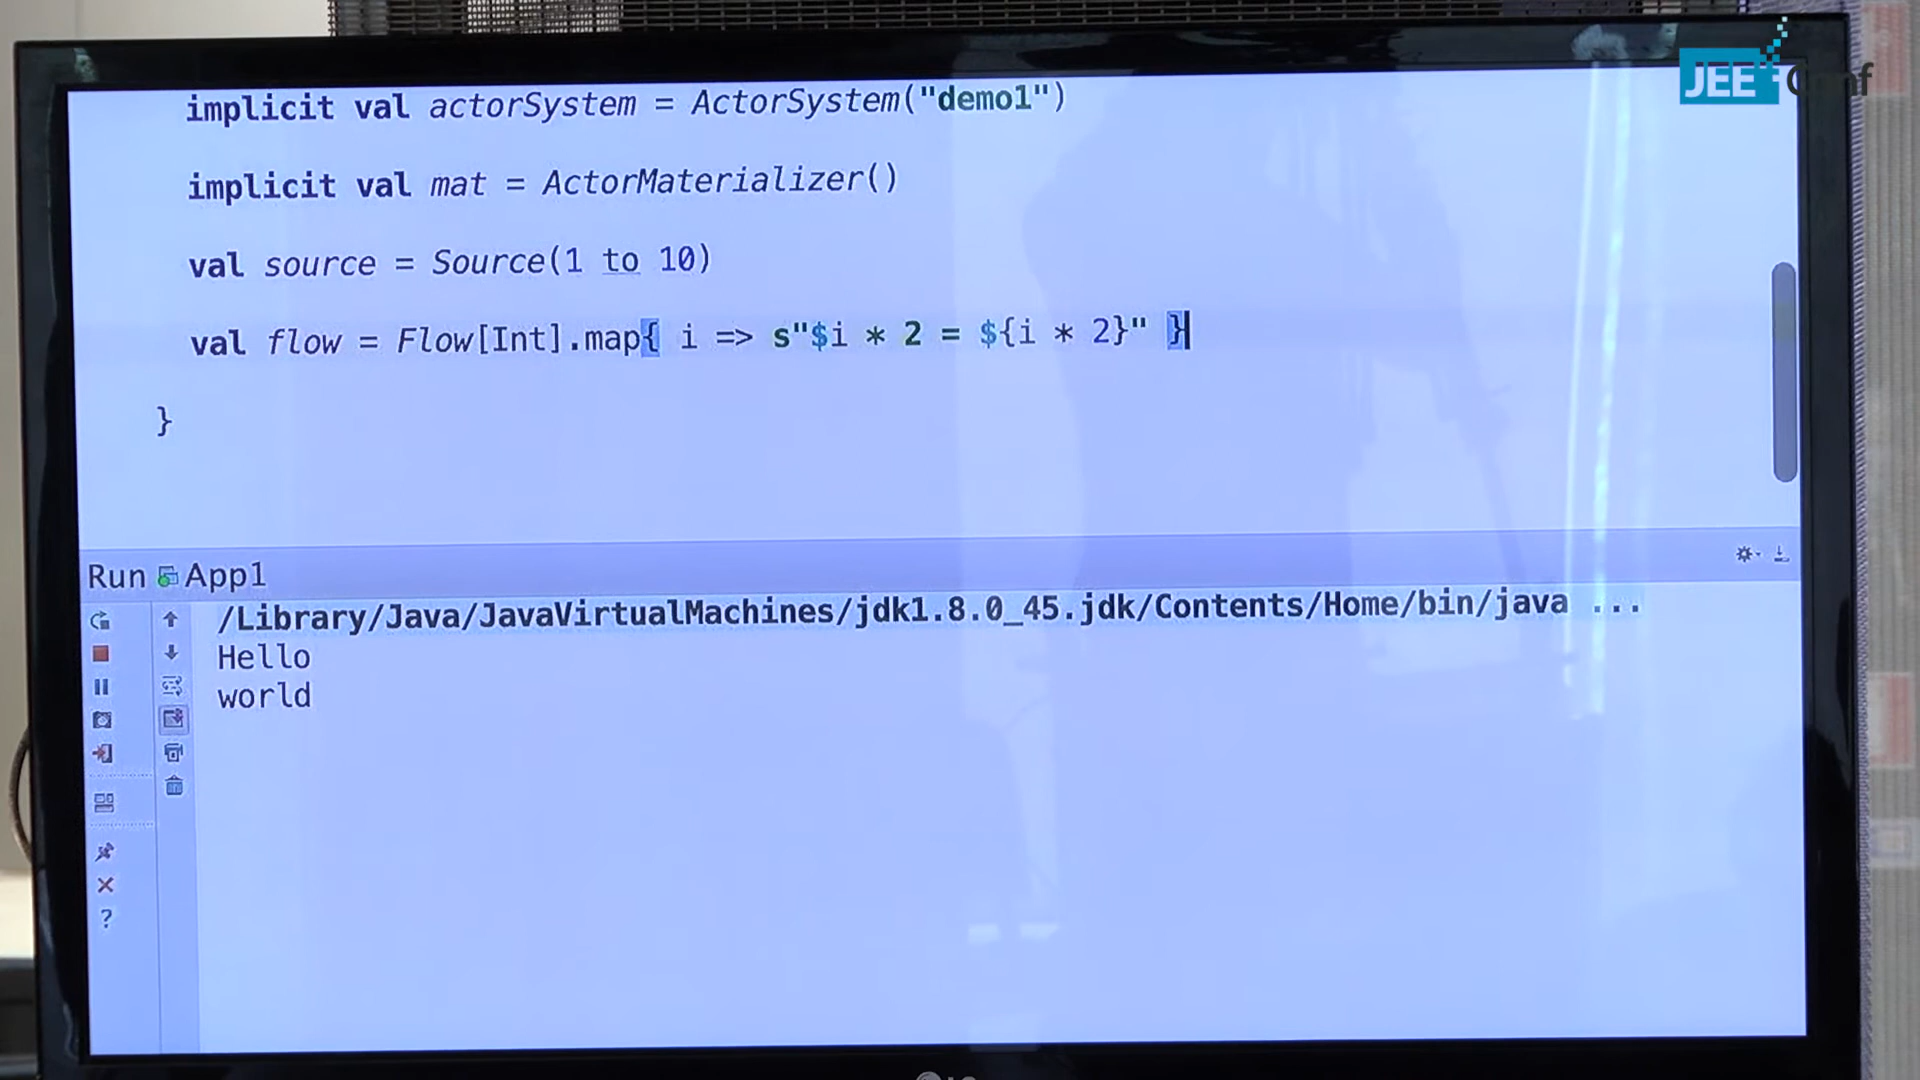 JEE Conf
implicit val actorSystem = ActorSystem("demo1")
implicit val mat = ActorMaterializer()
val source = Source(1 to 10)
val flow = Flow[Int].map{ i => s"$i * 2 = ${i * 2}" }
}
Run App1
/Library/Java/JavaVirtualMachines/jdk1.8.0_45.jdk/Contents/Home/bin/java ...
Hello
world
?